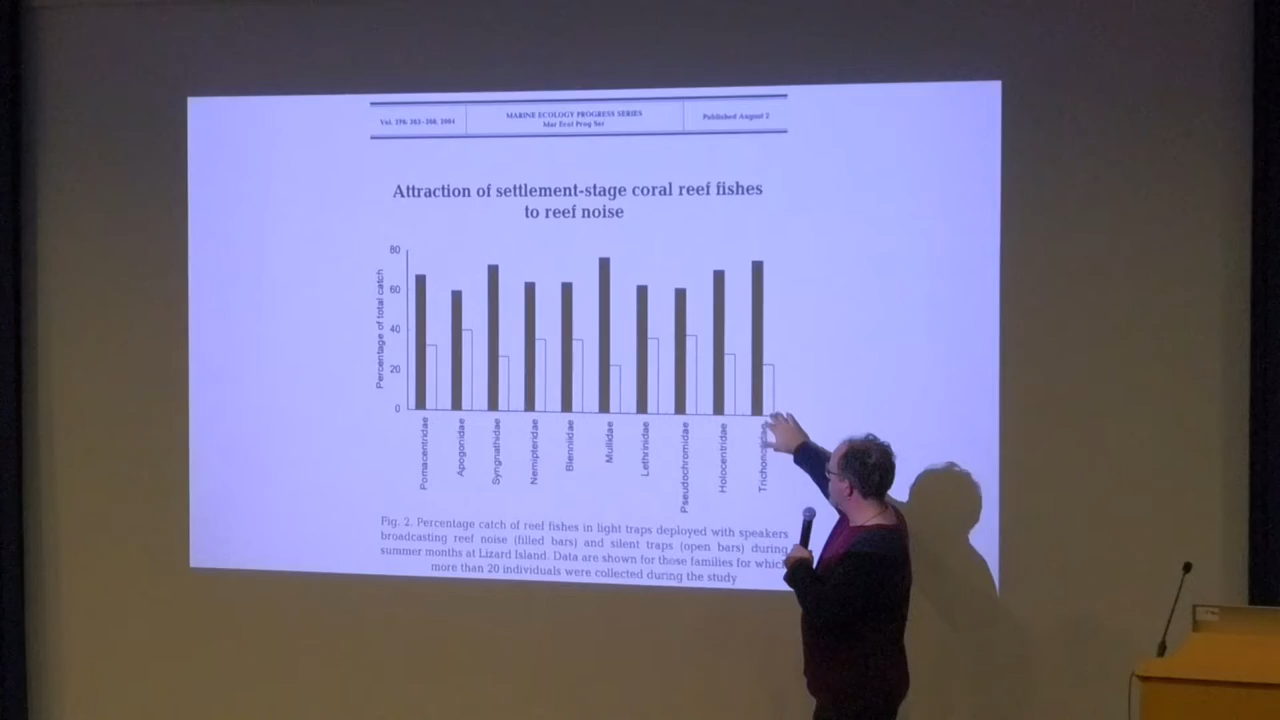 MARINE ECOLOGY PROGRESS SERIES
Mar Ecol Prog Ser
Published August 2
Attraction of settlement-stage coral reef fishes
to reef noise
Percentage of total catch
80
60
40
20
0
Pomacentridae
Apogonidae
Syngnathidae
Nemipteridae
Blenniidae
Mullidae
Lethrinidae
Pseudochromidae
Holocentridae
Fig. 2. Percentage catch of reef fishes in light traps deployed with speakers
broadcasting reef noise (filled bars) and silent traps (open bars) during
summer months at Lizard Island. Data are shown for those families for which
more than 20 individuals were collected during the study